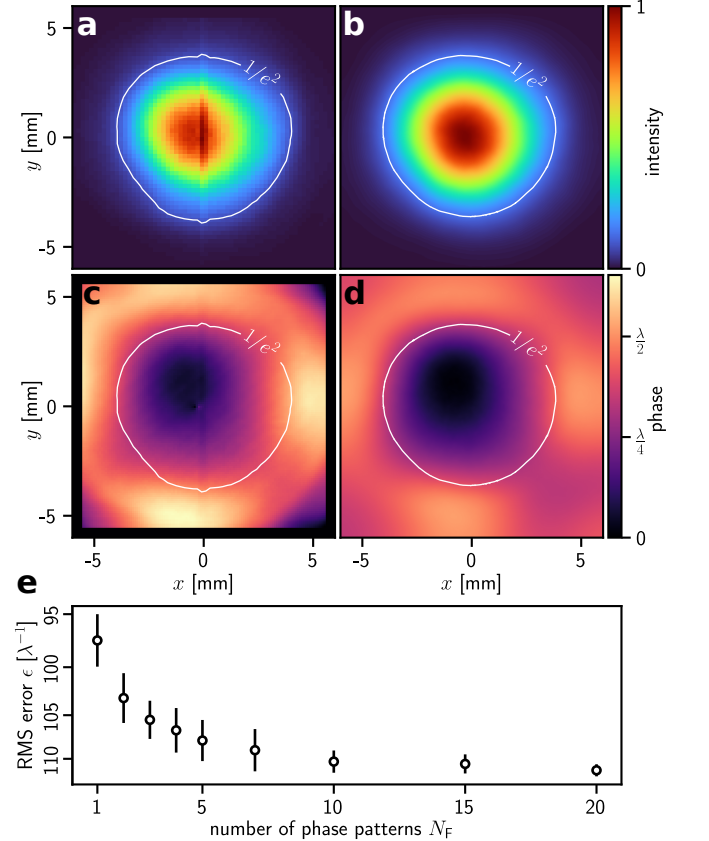 a
b
5
0
-5
y [mm]
1/e²
1/e²
1
0
intensity
c
d
5
0
-5
y [mm]
1/e²
1/e²
λ/2
λ/4
0
phase
-5
0
5
-5
0
5
x [mm]
x [mm]
e
95
100
105
110
RMS error ϵ [λ⁻¹]
1
5
10
15
20
number of phase patterns N_F